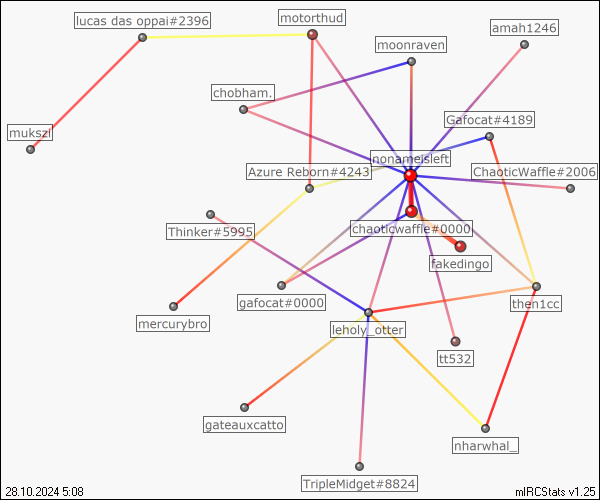 lucas das oppai#2396
motorthud
amah1246
moonraven
chobham.
Gafocat#4189
mukszi
nonameisleft
Azure Reborn#4243
ChaoticWaffle#2006
Thinker#5995
chaoticwaffle#0000
fakedingo
gafocat#0000
then1cc
mercurybro
leholy_otter
tt532
gateauxcatto
nharwhal_
TripleMidget#8824
28.10.2024 5:08
mIRCStats v1.25